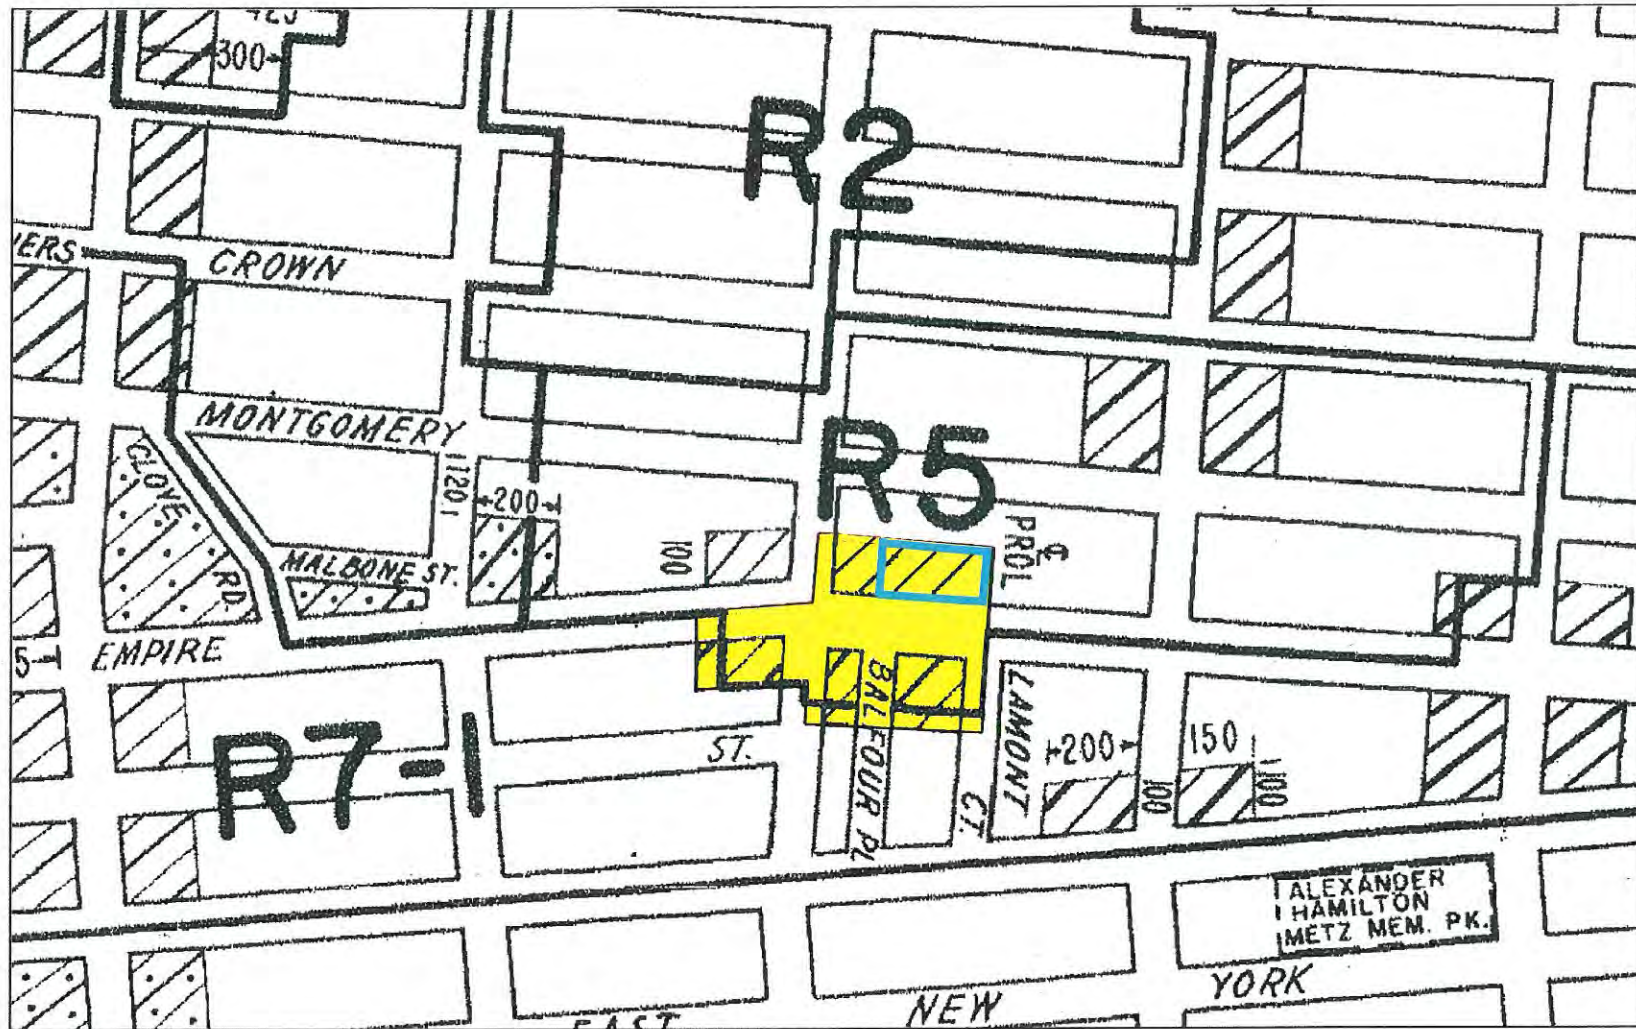 300
R2
CROWN
MONTGOMERY
CLOVE
RD.
120
200
MALBONE ST.
100
R5
PROL
EMPIRE
R7-1
ST.
BALFOUR PL
LAMONT
CT.
200
100
150
100
ALEXANDER
HAMILTON
METZ MEM. PK.
EAST
NEW
YORK